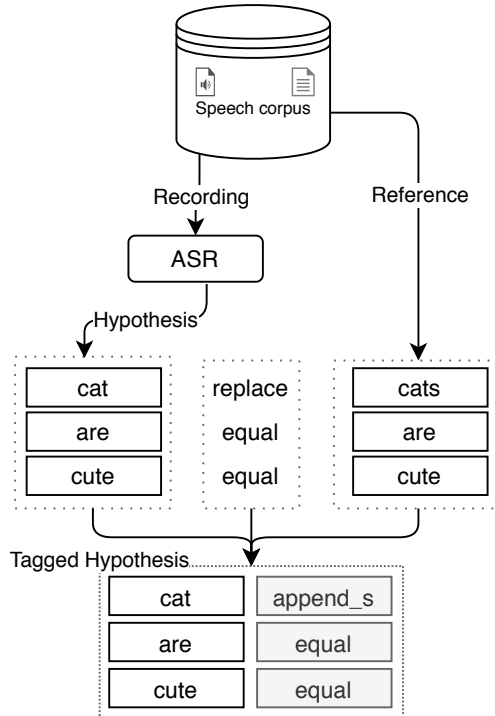 Speech corpus
Recording
Reference
ASR
Hypothesis
cat replace cats
are equal are
cute equal cute
Tagged Hypothesis
cat append_s
are equal
cute equal